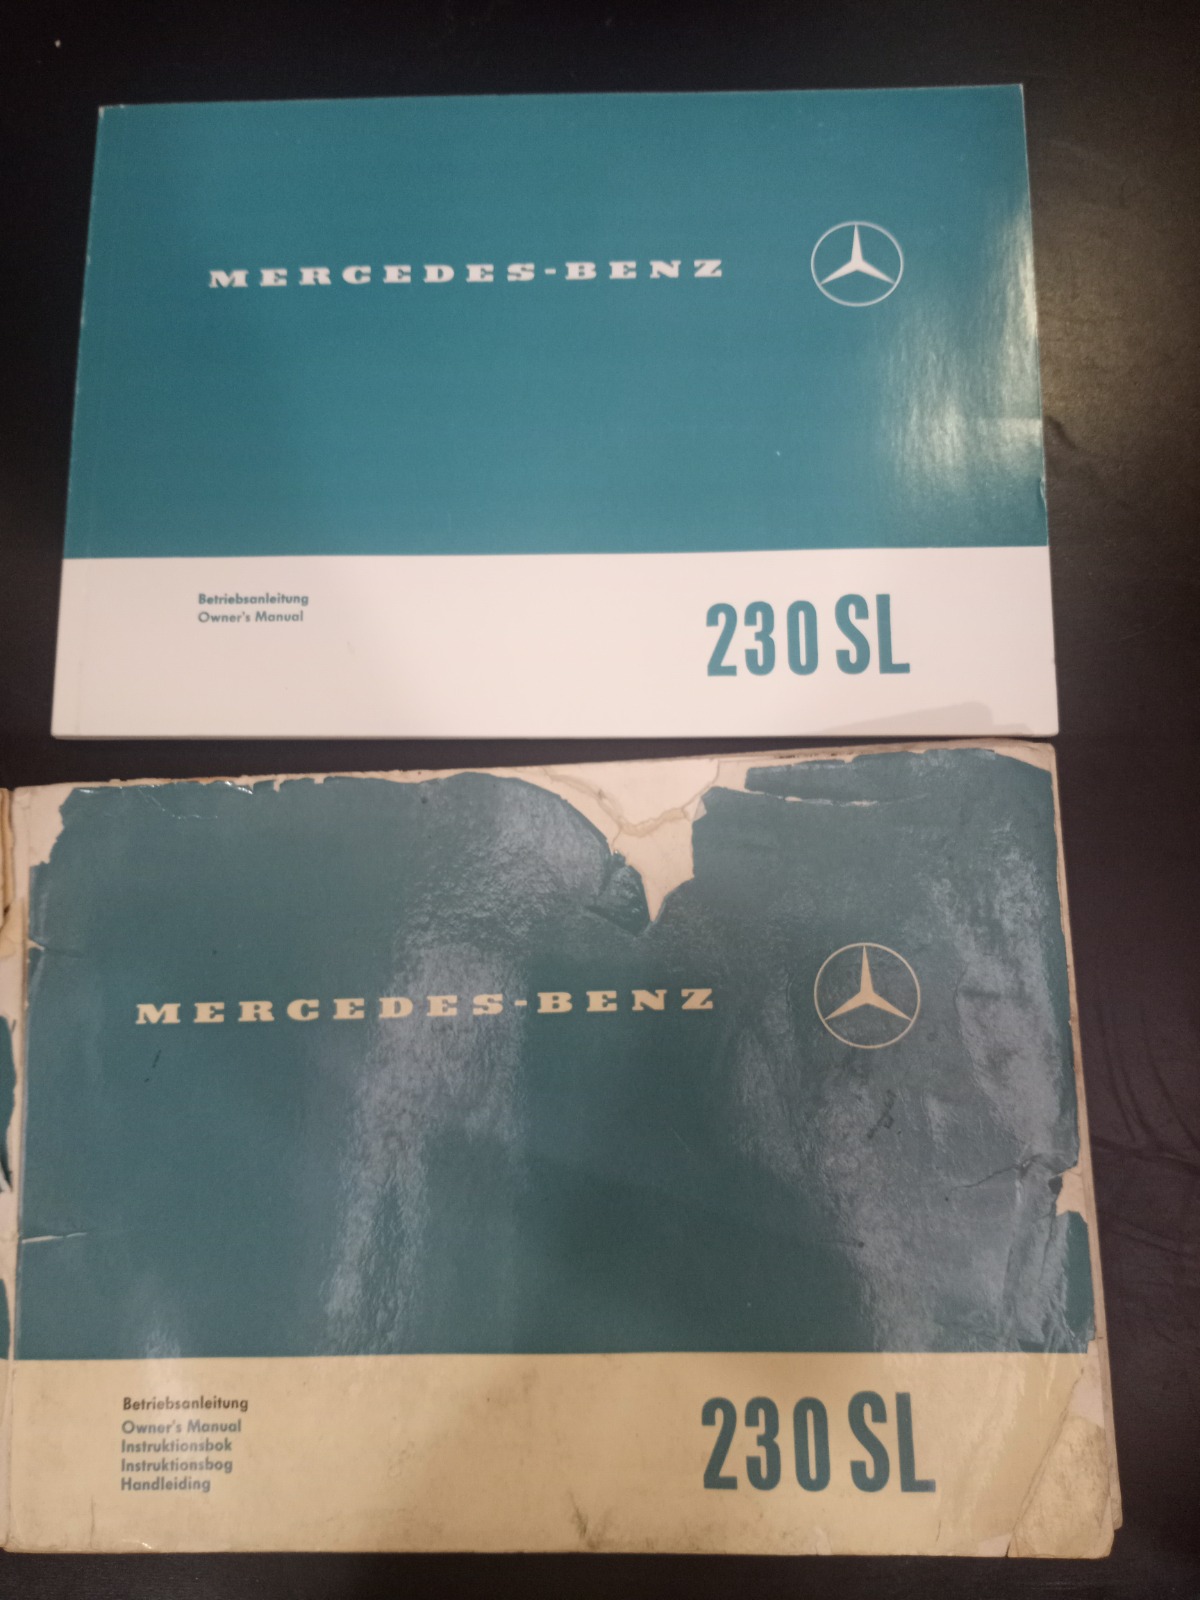 MERCEDES-BENZ
Betriebsanleitung
Owner's Manual
230 SL
MERCEDES-BENZ
Betriebsanleitung
Owner's Manual
Instruktionsbok
Instruktionsbog
Handleiding
230 SL